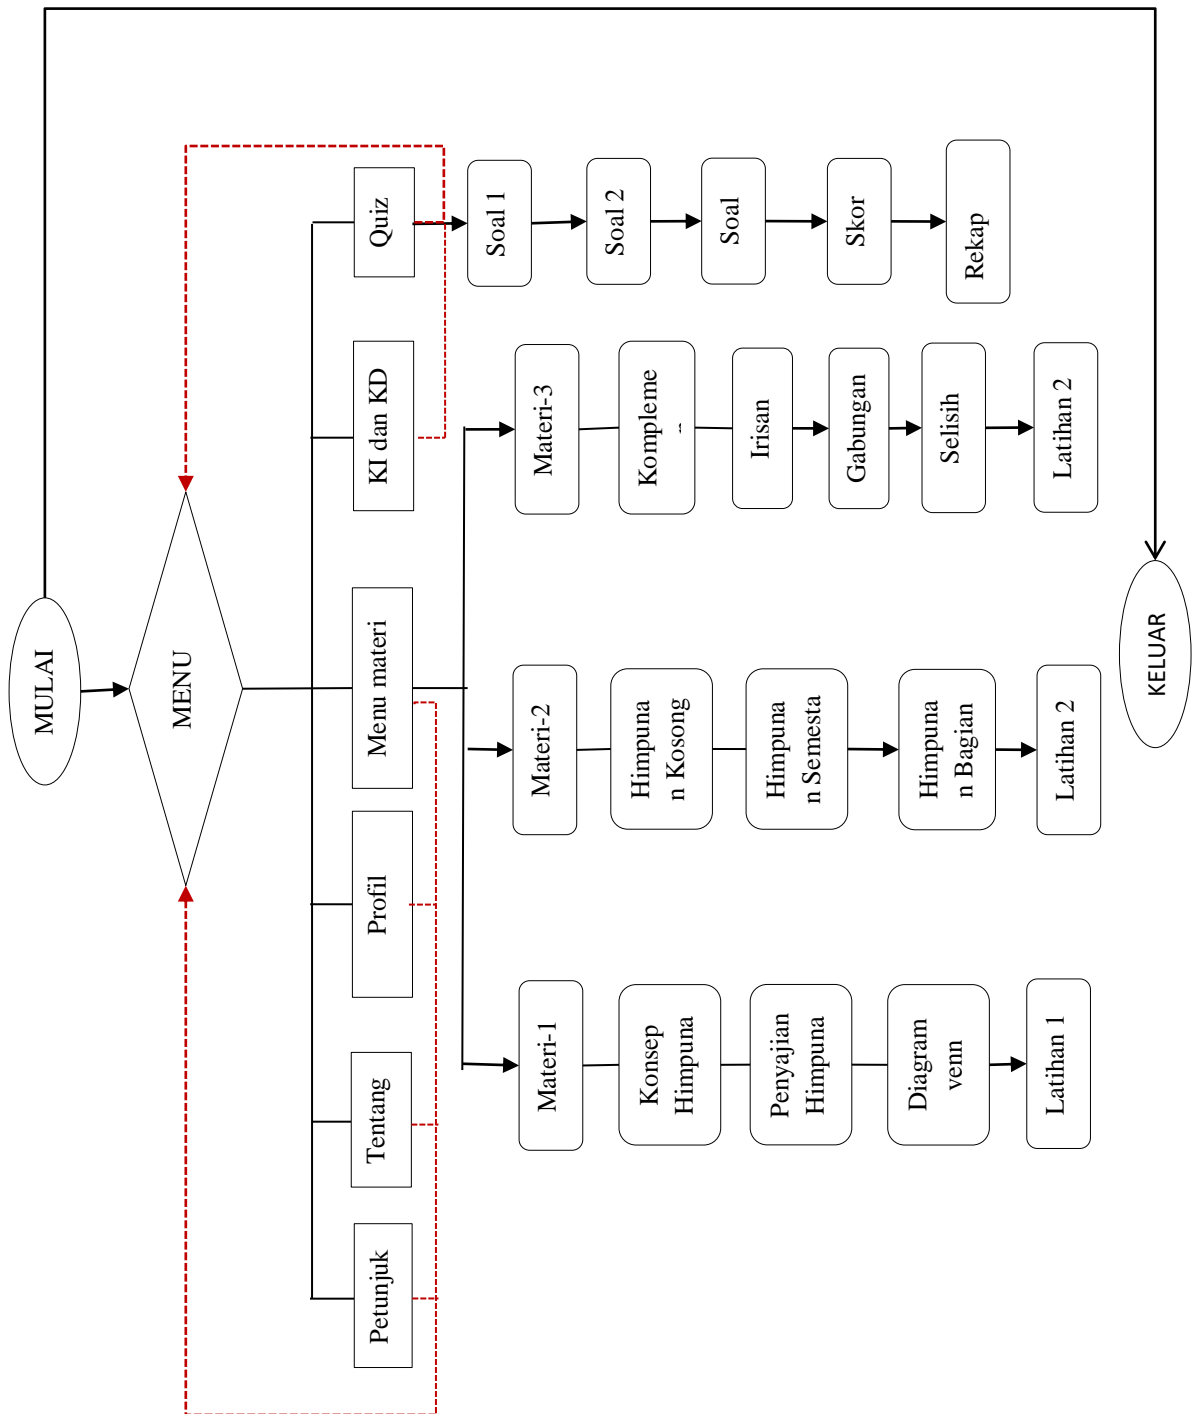 MULAI
MENU
Petunjuk
Tentang
Profil
Menu materi
KI dan KD
Quiz
Materi-1
Konsep
Himpuna
Penyajian
Himpuna
Diagram
venn
Latihan 1
Materi-2
Himpuna
n Kosong
Himpuna
n Semesta
Himpuna
n Bagian
Latihan 2
Materi-3
Kompleme
Irisan
Gabungan
Selisih
Latihan 2
Soal 1
Soal 2
Soal
Skor
Rekap
KELUAR